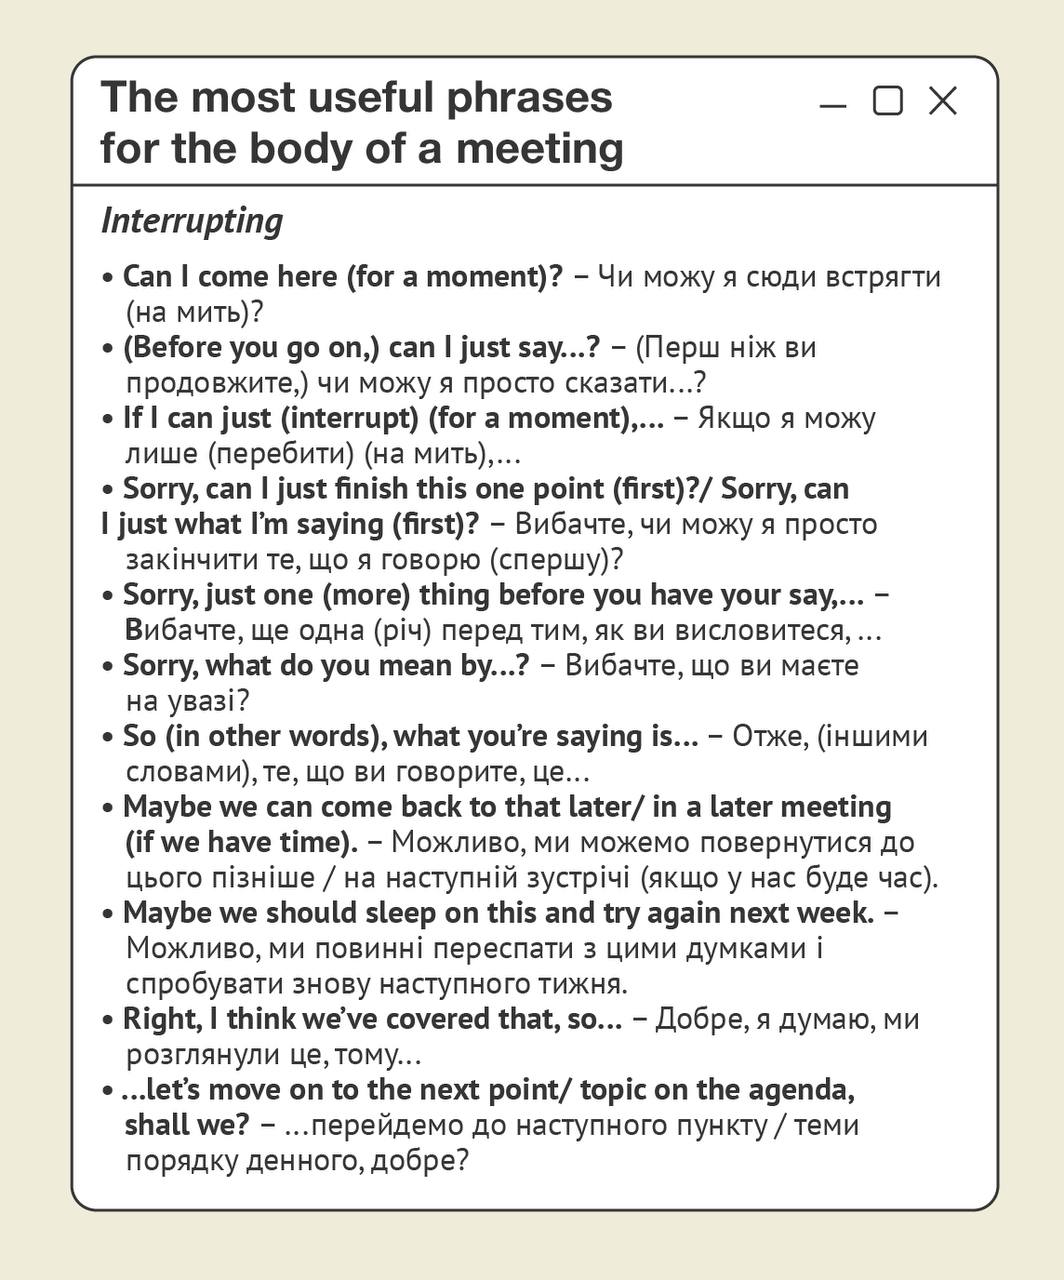 The most useful phrases
for the body of a meeting
Interrupting
• Can I come here (for a moment)? – Чи можу я сюди встрягти
(на мить)?
• (Before you go on,) can I just say...? – (Перш ніж ви
продовжите,) чи можу я просто сказати...?
• If I can just (interrupt) (for a moment),... – Якщо я можу
лише (перебити) (на мить),...
• Sorry, can I just finish this one point (first)?/ Sorry, can
I just what I’m saying (first)? – Вибачте, чи можу я просто
закінчити те, що я говорю (спершу)?
• Sorry, just one (more) thing before you have your say,... –
Вибачте, ще одна (річ) перед тим, як ви висловитеся, ...
• Sorry, what do you mean by...? – Вибачте, що ви маєте
на увазі?
• So (in other words), what you’re saying is... – Отже, (іншими
словами), те, що ви говорите, це...
• Maybe we can come back to that later/ in a later meeting
(if we have time). – Можливо, ми можемо повернутися до
цього пізніше / на наступній зустрічі (якщо у нас буде час).
• Maybe we should sleep on this and try again next week. –
Можливо, ми повинні переспати з цими думками і
спробувати знову наступного тижня.
• Right, I think we’ve covered that, so... – Добре, я думаю, ми
розглянули це, тому...
• ...let’s move on to the next point/ topic on the agenda,
shall we? – ...перейдемо до наступного пункту / теми
порядку денного, добре?